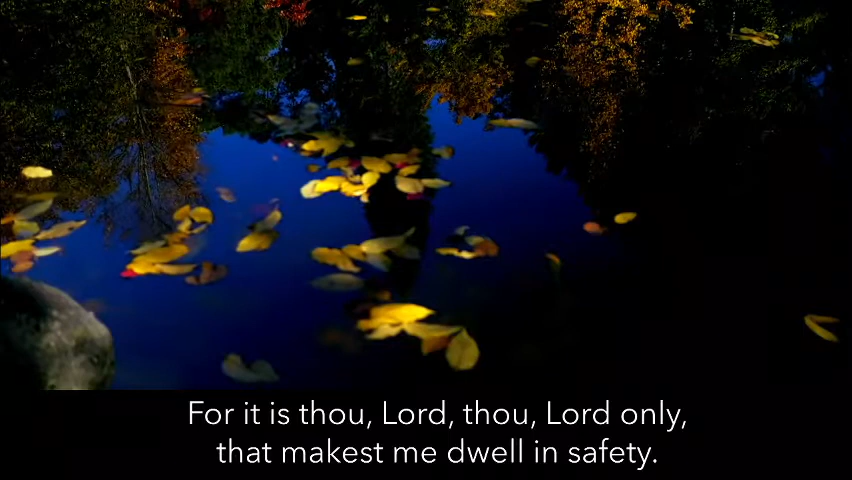 For it is thou, Lord, thou, Lord only,
that makest me dwell in safety.